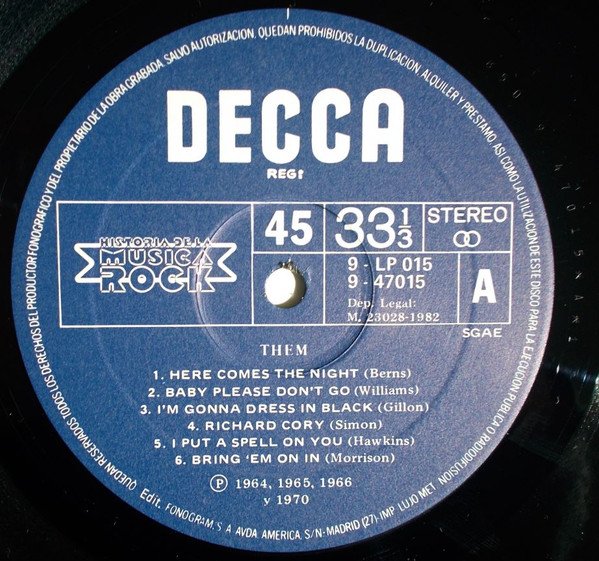 QUEDAN RESERVADOS TODOS LOS DERECHOS DEL PRODUCTOR FONOGRAFICO Y DEL PROPIETARIO DE LA OBRA GRABADA. SALVO AUTORIZACION, QUEDAN PROHIBIDOS LA DUPLICACION, ALQUILER Y PRESTAMO, ASI COMO LA UTILIZACION DE ESTE DISCO PARA LA EJECUCION PUBLICA O RADIODIFUSION
DECCA
REGT
HISTORIA DE LA
MUSICA
ROCK
45
33 1/3
STEREO
9 - LP 015
9 - 47015
Dep. Legal:
M. 23028-1982
A
SGAE
THEM
1. HERE COMES THE NIGHT (Berns)
2. BABY PLEASE DON'T GO (Williams)
3. I'M GONNA DRESS IN BLACK (Gillon)
4. RICHARD CORY (Simon)
5. I PUT A SPELL ON YOU (Hawkins)
6. BRING 'EM ON IN (Morrison)
Ⓟ 1964, 1965, 1966
y 1970
Edit. FONOGRAM, S. A. AVDA. AMERICA, S/N-MADRID (27)-IMP. LUJO MET.